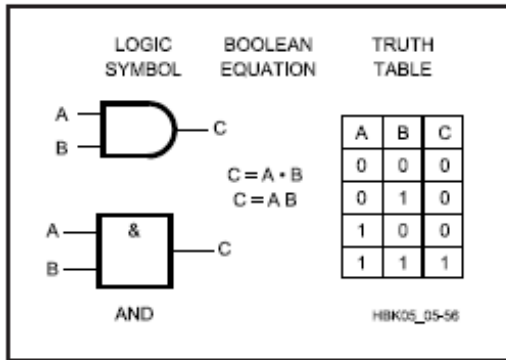 LOGIC SYMBOL BOOLEAN EQUATION TRUTH TABLE
A
B
C
C = A • B
C = A B
A
B
&
C
AND
A B C
0 0 0
0 1 0
1 0 0
1 1 1
HBK05_05-56